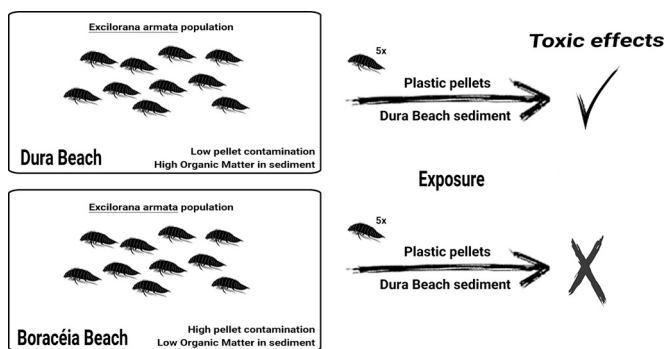 Excilorana armata population
Dura Beach
Low pellet contamination
High Organic Matter in sediment
5x
Plastic pellets
Dura Beach sediment
Toxic effects
Exposure
Excilorana armata population
Boracéia Beach
High pellet contamination
Low Organic Matter in sediment
5x
Plastic pellets
Dura Beach sediment